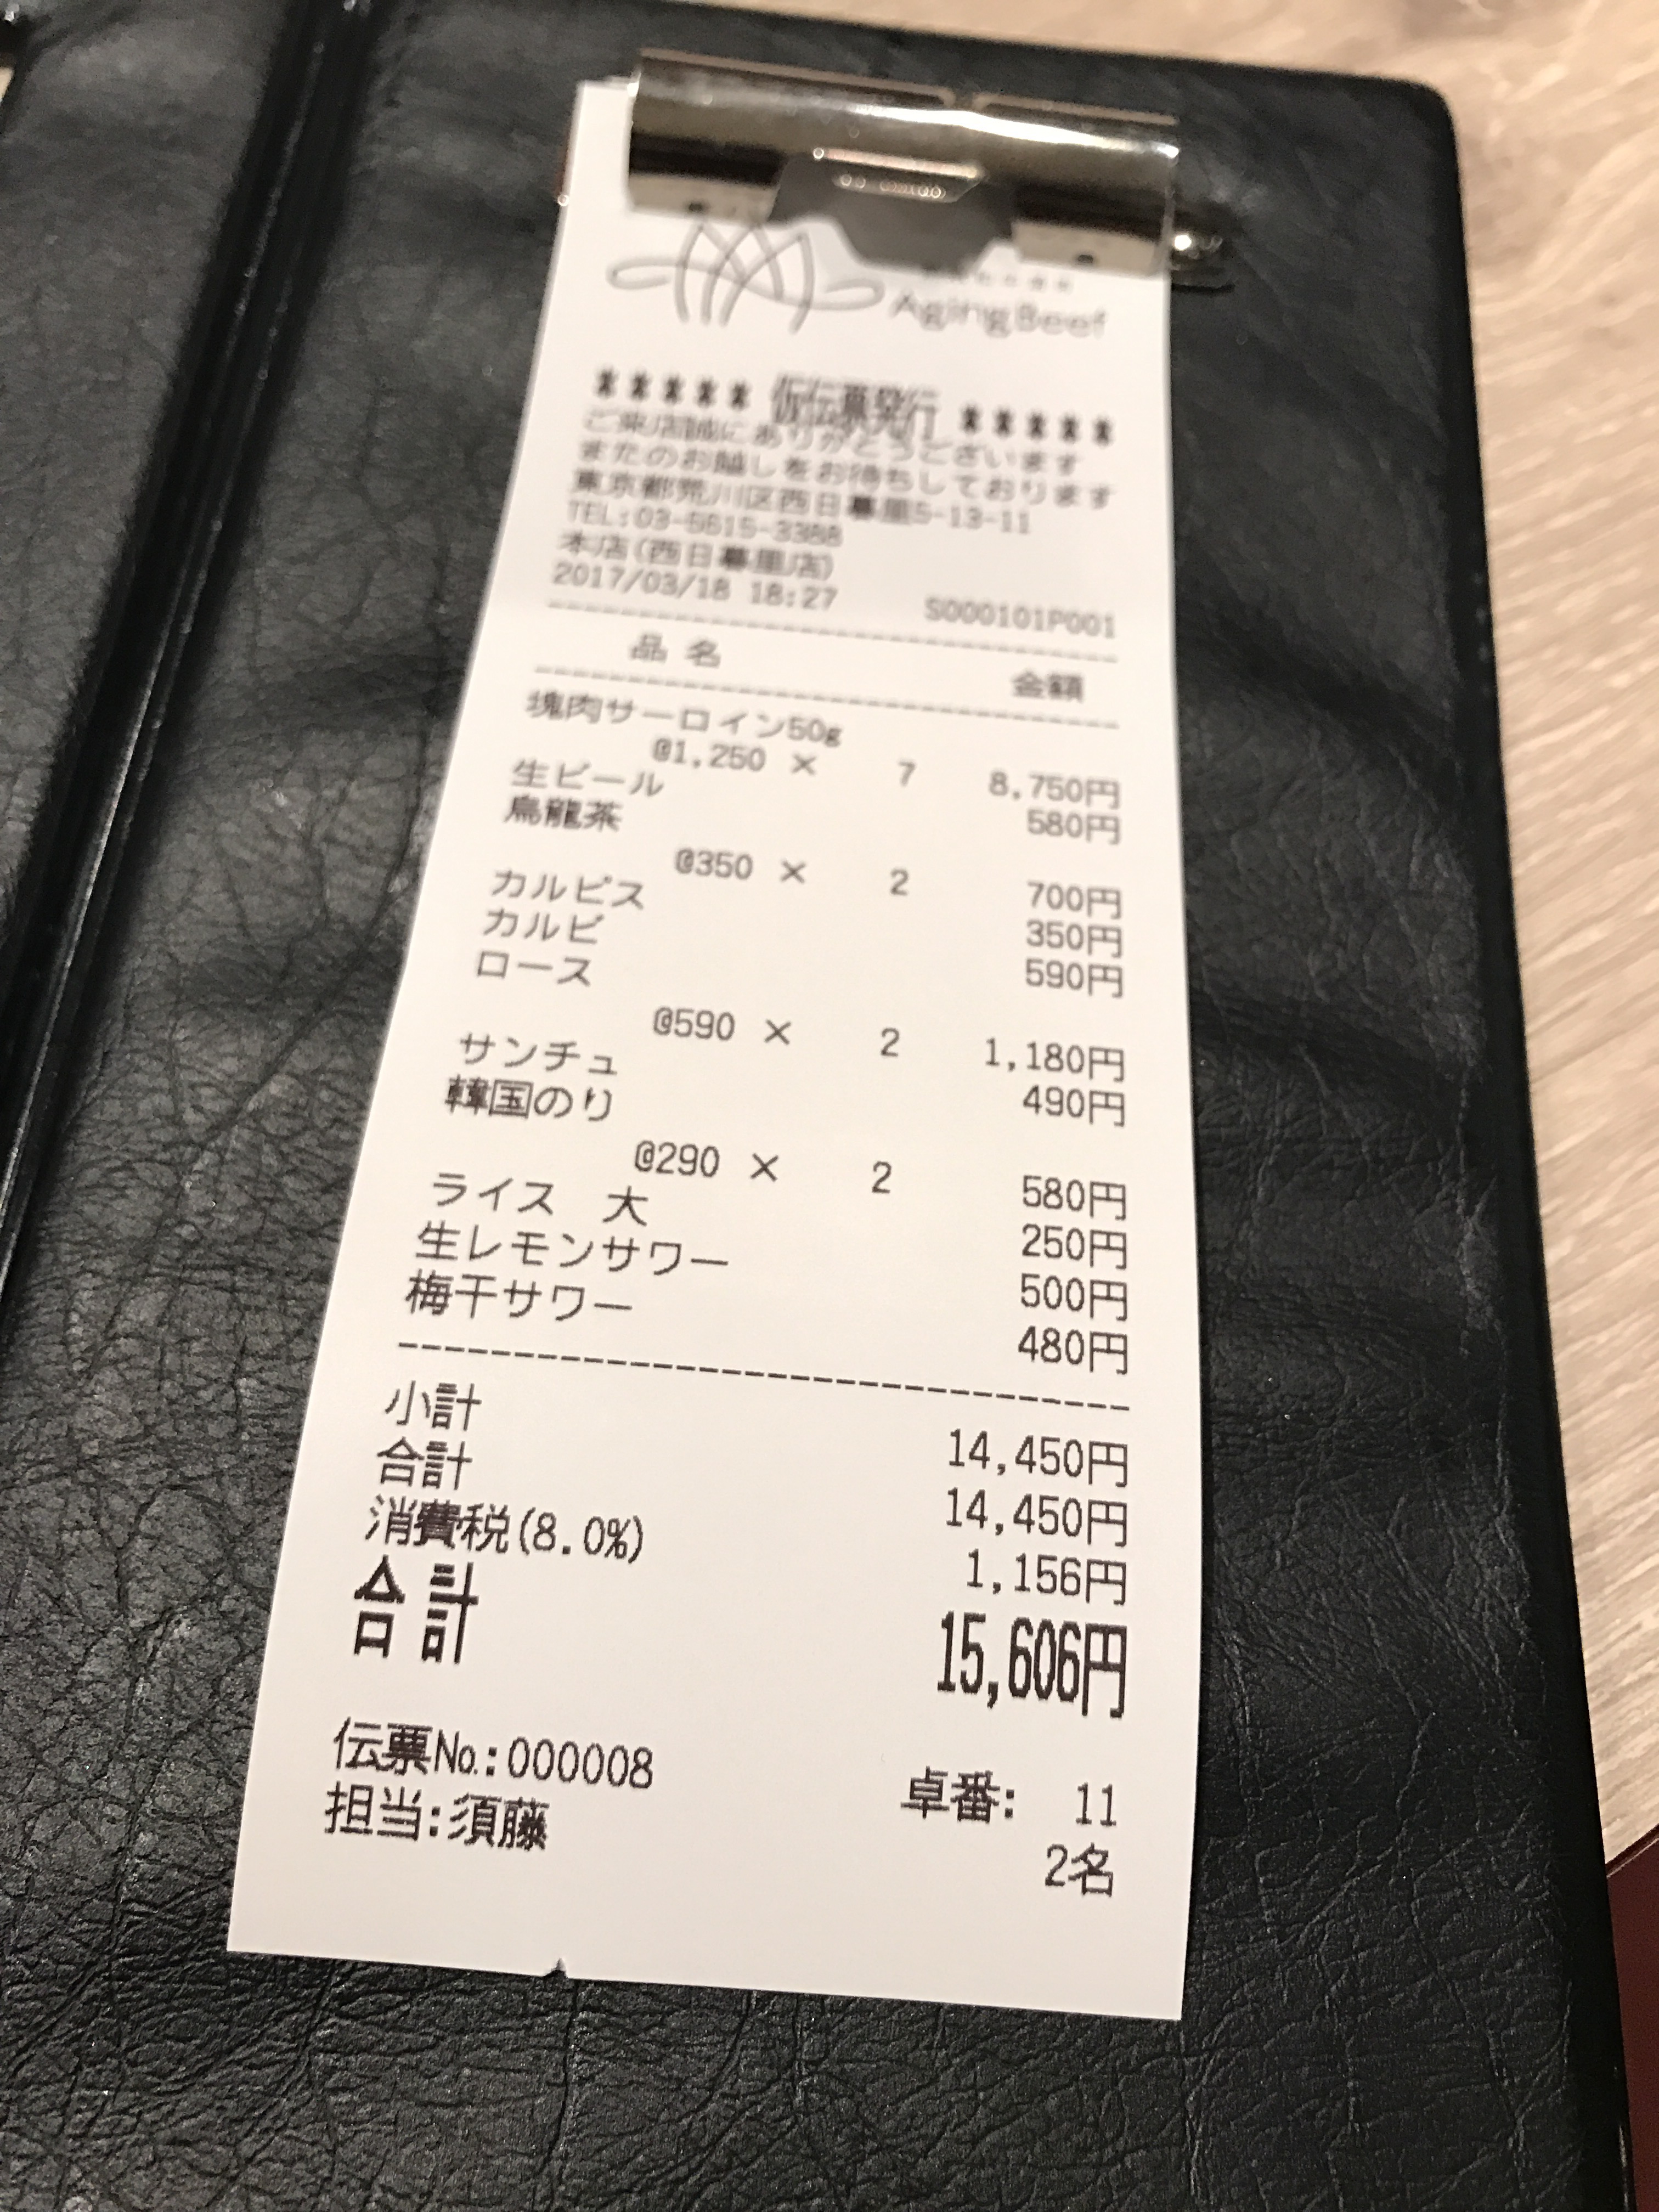 Aging Beef
***** 仮伝票発行 *****
ご来店誠にありがとうございます
またのお越しをお待ちしております
東京都荒川区西日暮里5-13-11
TEL:03-5615-3388
本店(西日暮里店)
2017/03/18 18:27 S000101P001
品名 金額
塊肉サーロイン50g
@1,250 × 7 8,750円
生ビール 580円
烏龍茶
@350 × 2 700円
カルピス 350円
カルビ 590円
ロース
@590 × 2 1,180円
サンチュ 490円
韓国のり
@290 × 2 580円
ライス 大 250円
生レモンサワー 500円
梅干サワー 480円
小計 14,450円
合計 14,450円
消費税(8.0%) 1,156円
合計 15,606円
伝票No.:000008 卓番: 11
担当:須藤 2名